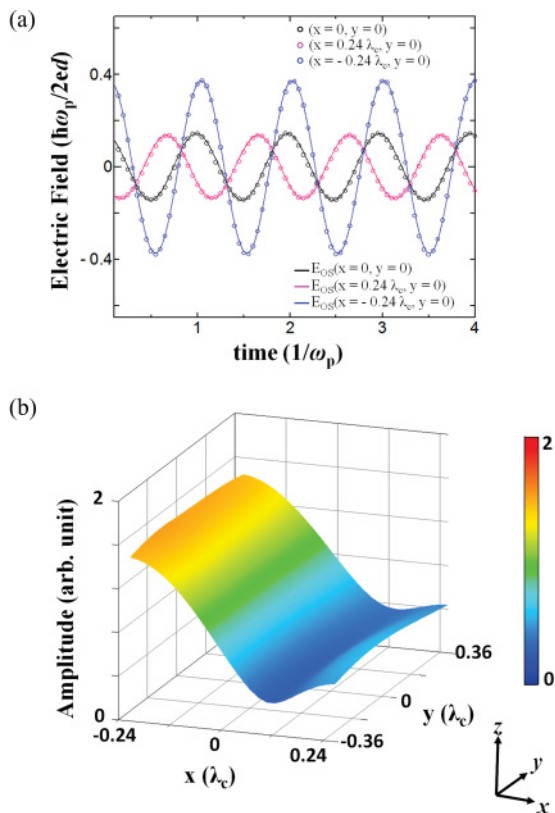 (a)
(x = 0, y = 0)
(x = 0.24 λc, y = 0)
(x = - 0.24 λc, y = 0)
Electric Field (ħωp/2ed)
0.4
0
- 0.4
EOS(x = 0, y = 0)
EOS(x = 0.24 λc, y = 0)
EOS(x = - 0.24 λc, y = 0)
1
2
3
4
time (1/ωp)
(b)
2
2
Amplitude (arb. unit)
0
0
-0.24
0
0.24
x (λc)
-0.36
0
0.36
y (λc)
z
y
x